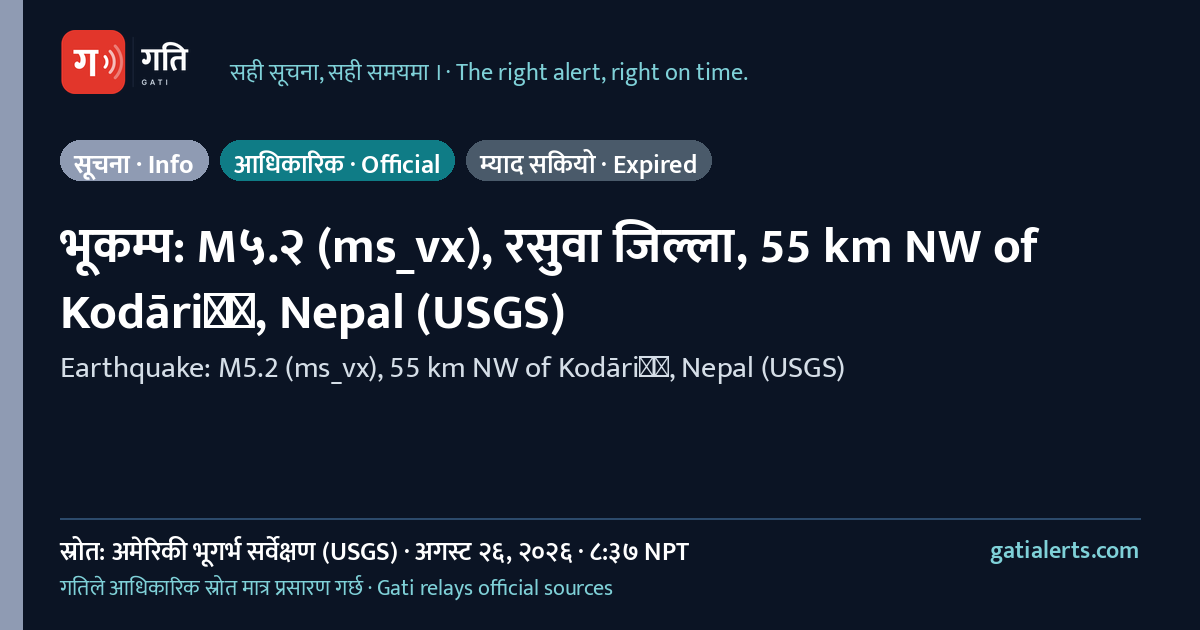 ग गति
GATI
सही सूचना, सही समयमा । · The right alert, right on time.
सूचना · Info आधिकारिक · Official म्याद सकियो · Expired
भूकम्प: M५.२ (ms_vx), रसुवा जिल्ला, 55 km NW of
Kodāri, Nepal (USGS)
Earthquake: M5.2 (ms_vx), 55 km NW of Kodāri, Nepal (USGS)
स्रोत: अमेरिकी भूगर्भ सर्वेक्षण (USGS) · अगस्ट २६, २०२६ · ८:३७ NPT
gatialerts.com
गतिले आधिकारिक स्रोत मात्र प्रसारण गर्छ · Gati relays official sources